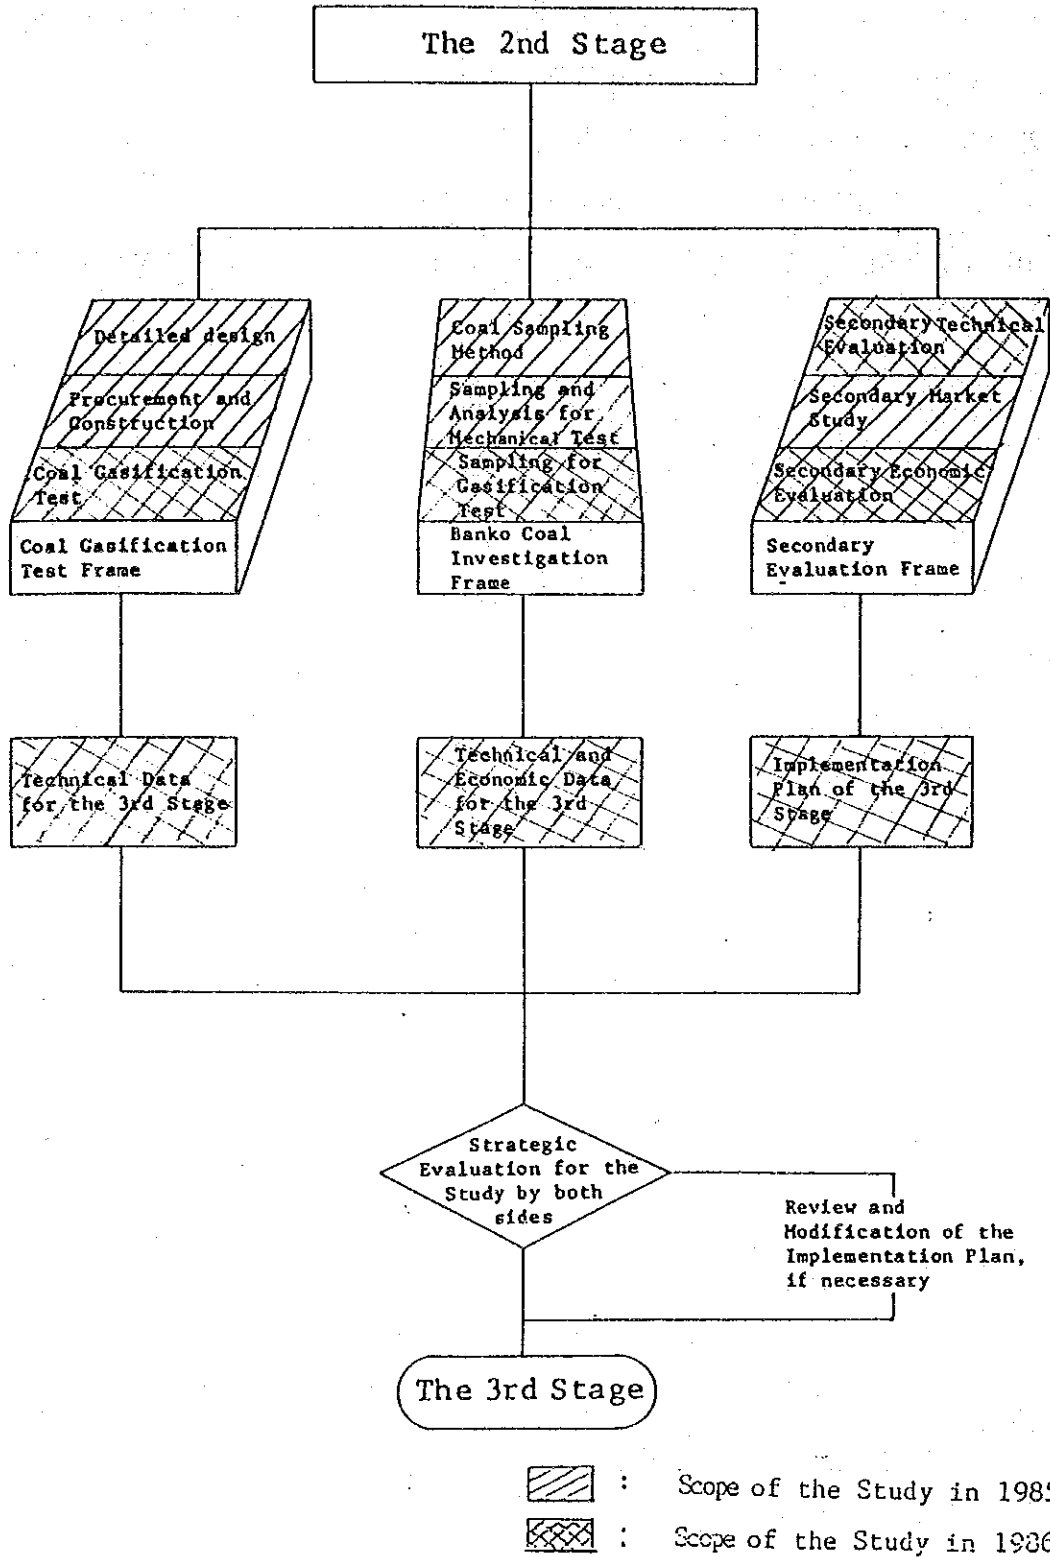 The 2nd Stage
Detailed design
Procurement and
Construction
Coal Gasification
Test
Coal Gasification
Test Frame
Coal Sampling
Method
Sampling and
Analysis for
Mechanical Test
Sampling for
Gasification
Test
Banko Coal
Investigation
Frame
Secondary Technical
Evaluation
Secondary Market
Study
Secondary Economic
Evaluation
Secondary
Evaluation Frame
Technical Data
for the 3rd Stage
Technical and
Economic Data
for the 3rd
Stage
Implementation
Plan of the 3rd
Stage
Strategic
Evaluation for the
Study by both
sides
Review and
Modification of the
Implementation Plan,
if necessary
The 3rd Stage
: Scope of the Study in 1985
: Scope of the Study in 1986